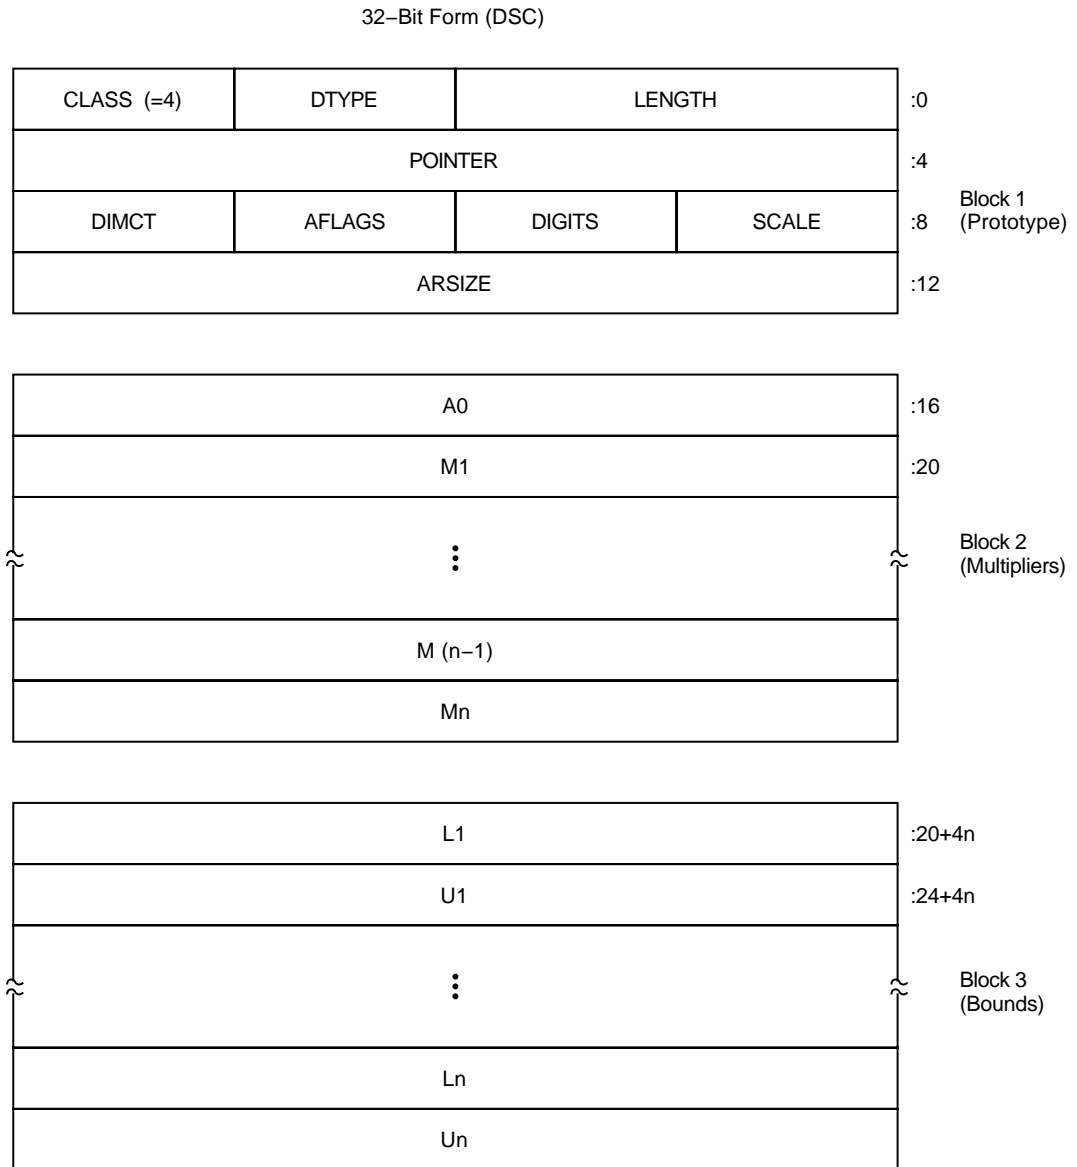 32−Bit Form (DSC)
CLASS (=4) DTYPE LENGTH :0
POINTER :4
DIMCT AFLAGS DIGITS SCALE :8
Block 1
(Prototype)
ARSIZE :12
A0 :16
M1 :20
Block 2
(Multipliers)
M (n−1)
Mn
L1 :20+4n
U1 :24+4n
Block 3
(Bounds)
Ln
Un